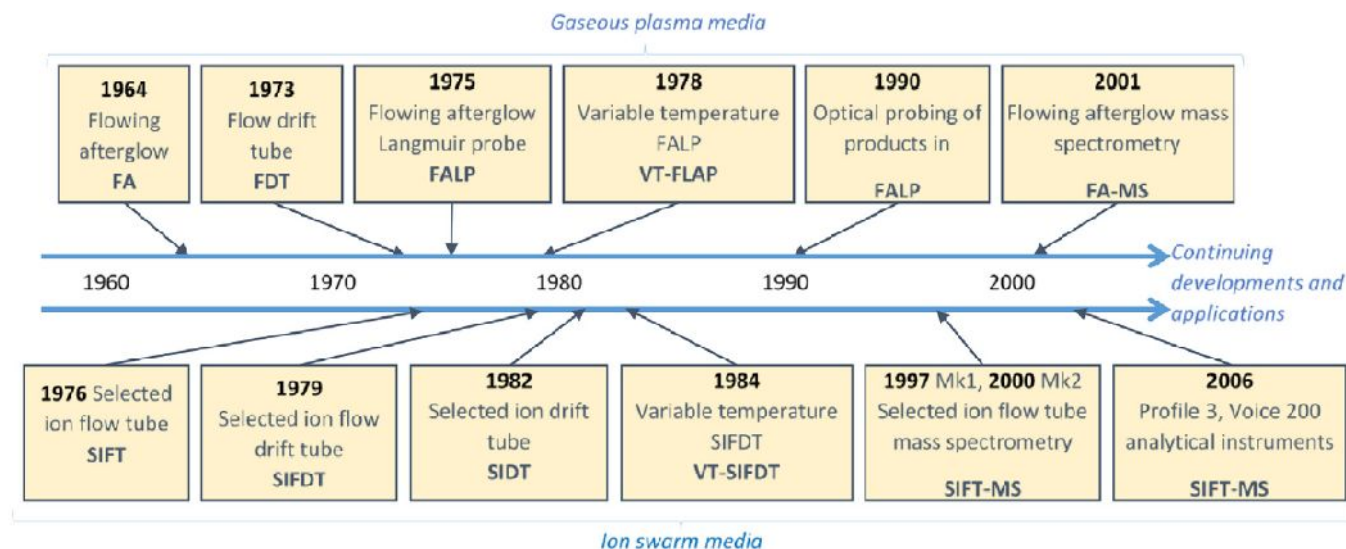 Gaseous plasma media
1964
Flowing
afterglow
FA
1973
Flow drift
tube
FDT
1975
Flowing afterglow
Langmuir probe
FALP
1978
Variable temperature
FALP
VT-FLAP
1990
Optical probing of
products in
FALP
2001
Flowing afterglow mass
spectrometry
FA-MS
1960
1970
1980
1990
2000
Continuing
developments and
applications
1976 Selected
ion flow tube
SIFT
1979
Selected ion flow
drift tube
SIFDT
1982
Selected ion drift
tube
SIDT
1984
Variable temperature
SIFDT
VT-SIFDT
1997 Mk1, 2000 Mk2
Selected ion flow tube
mass spectrometry
SIFT-MS
2006
Profile 3, Voice 200
analytical instruments
SIFT-MS
Ion swarm media